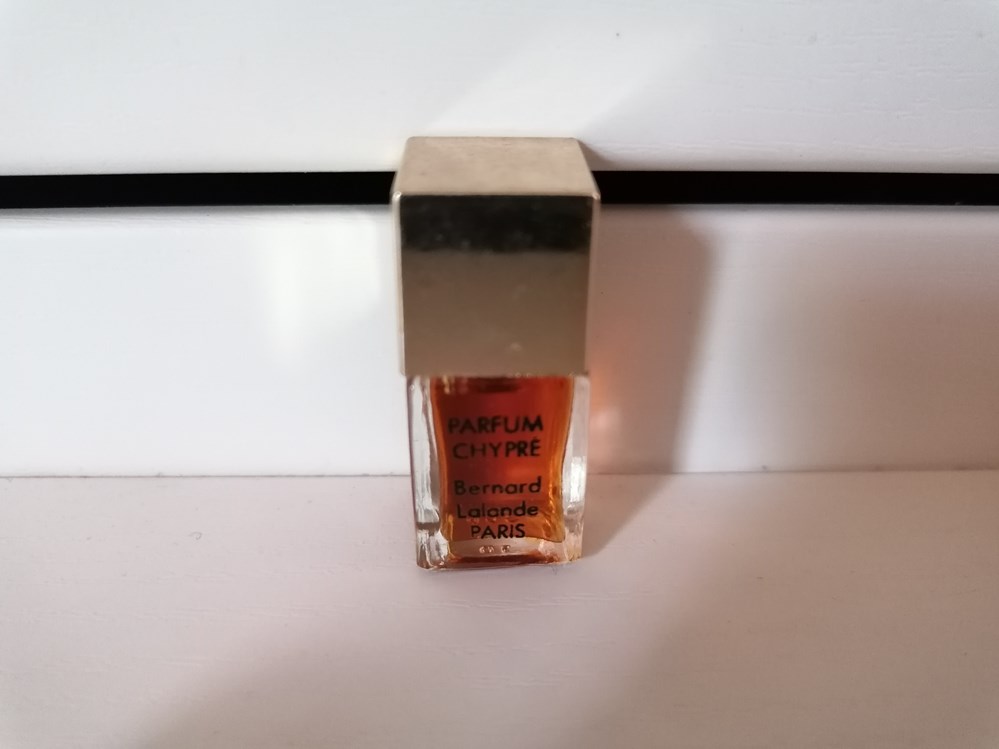 PARFUM
CHYPRÉ
Bernard
Lalande
PARIS